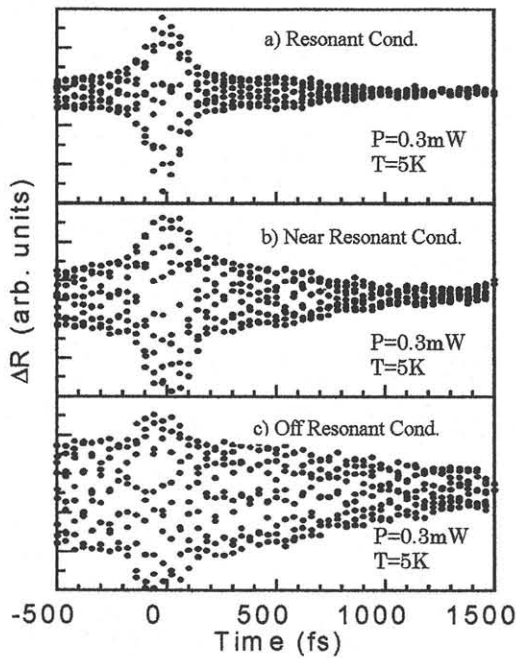 a) Resonant Cond.
P=0.3mW
T=5K
b) Near Resonant Cond.
P=0.3mW
T=5K
c) Off Resonant Cond.
P=0.3mW
T=5K
ΔR (arb. units)
-500 0 500 1000 1500
Time (fs)